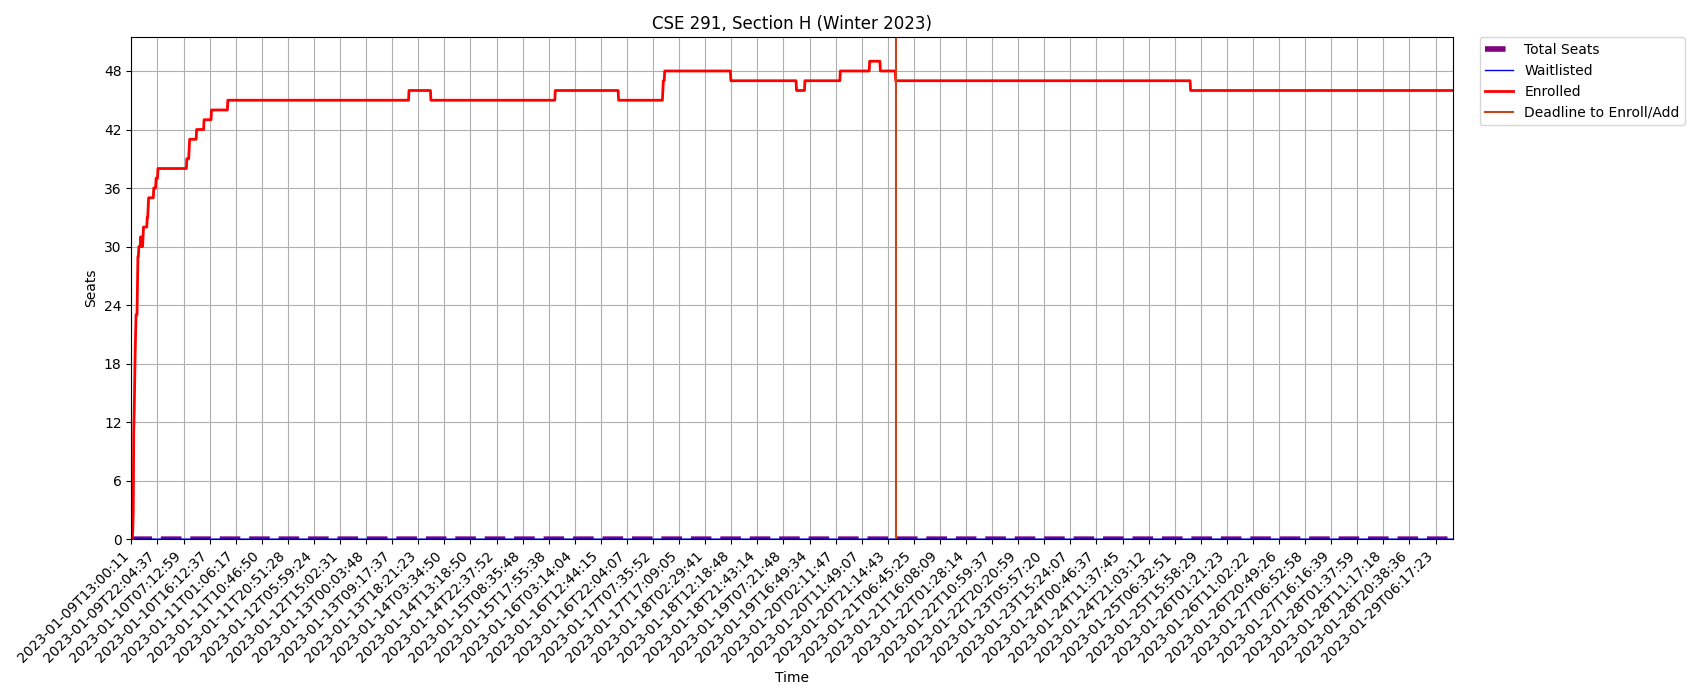 CSE 291, Section H (Winter 2023)
Total Seats
Waitlisted
Enrolled
Deadline to Enroll/Add
Seats
48
42
36
30
24
18
12
6
0
2023-01-09T13:00:11
2023-01-09T22:04:37
2023-01-10T07:12:59
2023-01-10T16:12:37
2023-01-11T01:06:17
2023-01-11T10:46:50
2023-01-11T20:51:28
2023-01-12T05:59:24
2023-01-12T15:02:31
2023-01-13T00:03:48
2023-01-13T09:17:37
2023-01-13T18:21:23
2023-01-14T03:34:50
2023-01-14T13:18:50
2023-01-14T22:37:52
2023-01-15T08:35:48
2023-01-15T17:55:38
2023-01-16T03:14:04
2023-01-16T12:44:15
2023-01-16T22:04:07
2023-01-17T07:35:52
2023-01-17T17:09:05
2023-01-18T02:29:41
2023-01-18T12:18:48
2023-01-18T21:43:14
2023-01-19T07:21:48
2023-01-19T16:49:34
2023-01-20T02:11:47
2023-01-20T11:49:07
2023-01-20T21:14:43
2023-01-21T06:45:25
2023-01-21T16:08:09
2023-01-22T01:28:14
2023-01-22T10:59:37
2023-01-22T20:20:59
2023-01-23T05:57:20
2023-01-23T15:24:07
2023-01-24T00:46:37
2023-01-24T11:37:45
2023-01-24T21:03:12
2023-01-25T06:32:51
2023-01-25T15:58:29
2023-01-26T01:21:23
2023-01-26T11:02:22
2023-01-26T20:49:26
2023-01-27T06:52:58
2023-01-27T16:16:39
2023-01-28T01:37:59
2023-01-28T11:17:18
2023-01-28T20:38:36
2023-01-29T06:17:23
Time